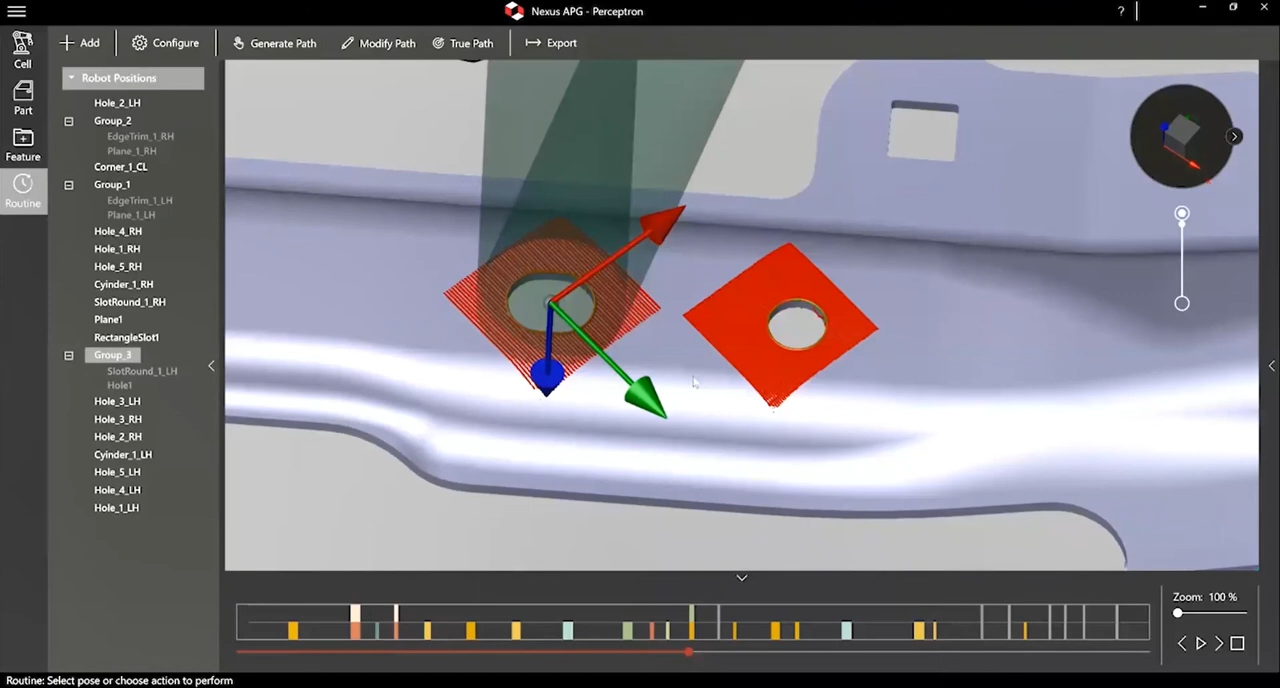 Nexus APG - Perceptron
?
Cell
Part
Feature
Routine
Add
Configure
Generate Path
Modify Path
True Path
Export
Robot Positions
Hole_2_LH
Group_2
EdgeTrim_1_RH
Plane_1_RH
Corner_1_CL
Group_1
EdgeTrim_1_LH
Plane_1_LH
Hole_4_RH
Hole_1_RH
Hole_5_RH
Cylinder_1_RH
SlotRound_1_RH
Plane1
RectangleSlot1
Group_3
SlotRound_1_LH
Hole1
Hole_3_LH
Hole_3_RH
Hole_2_RH
Cylinder_1_LH
Hole_5_LH
Hole_4_LH
Hole_1_LH
Zoom: 100 %
Routine: Select pose or choose action to perform